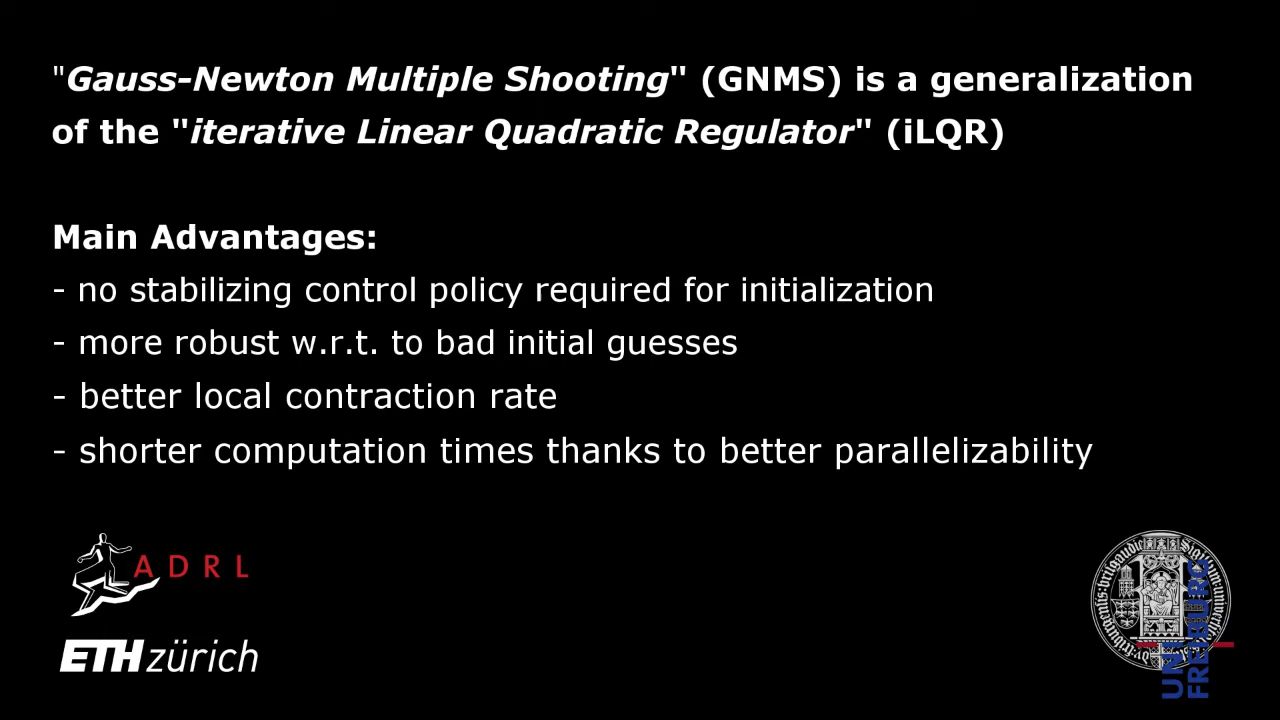 "Gauss-Newton Multiple Shooting" (GNMS) is a generalization
of the "iterative Linear Quadratic Regulator" (iLQR)
Main Advantages:
- no stabilizing control policy required for initialization
- more robust w.r.t. to bad initial guesses
- better local contraction rate
- shorter computation times thanks to better parallelizability
ADRL
ETH zürich
UNI
FREIBURG